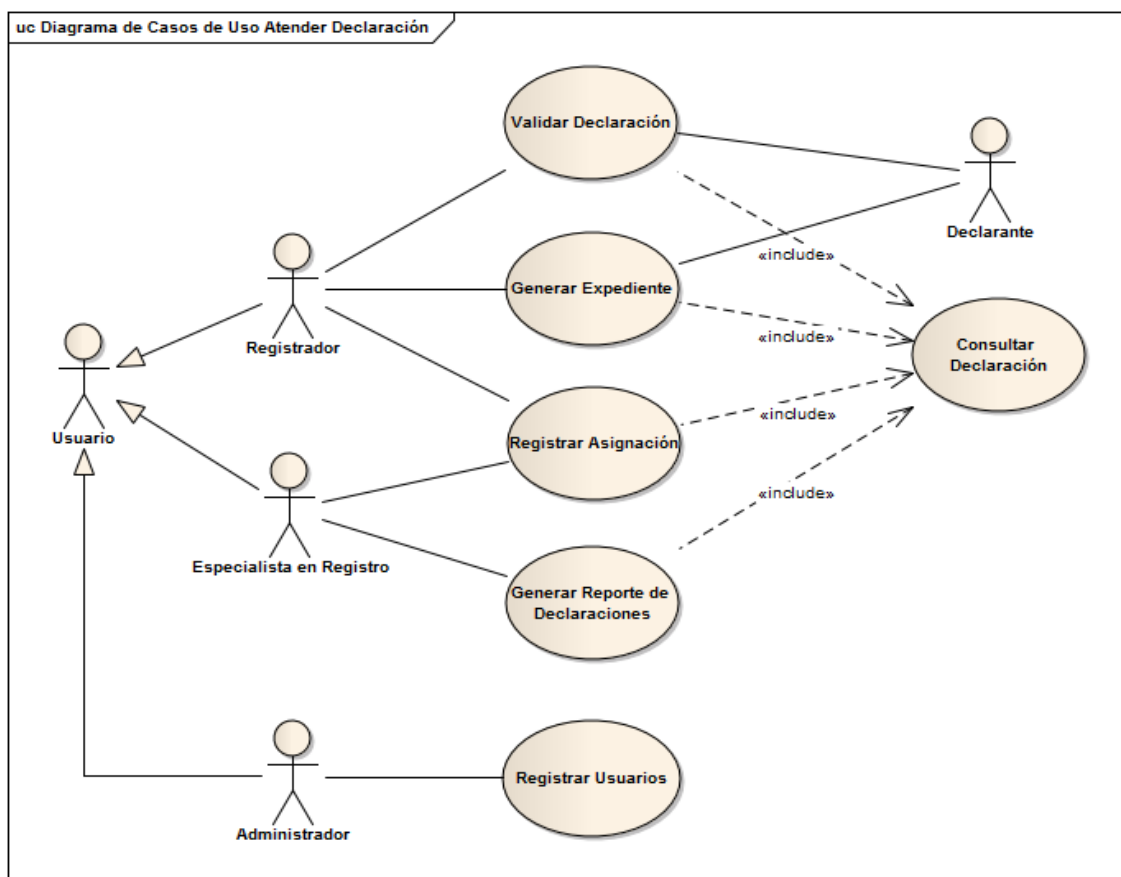 uc Diagrama de Casos de Uso Atender Declaración
Validar Declaración
Declarante
«include»
Generar Expediente
Registrador
«include»
Consultar
Declaración
Usuario
«include»
Registrar Asignación
«include»
Especialista en Registro
Generar Reporte de
Declaraciones
Registrar Usuarios
Administrador